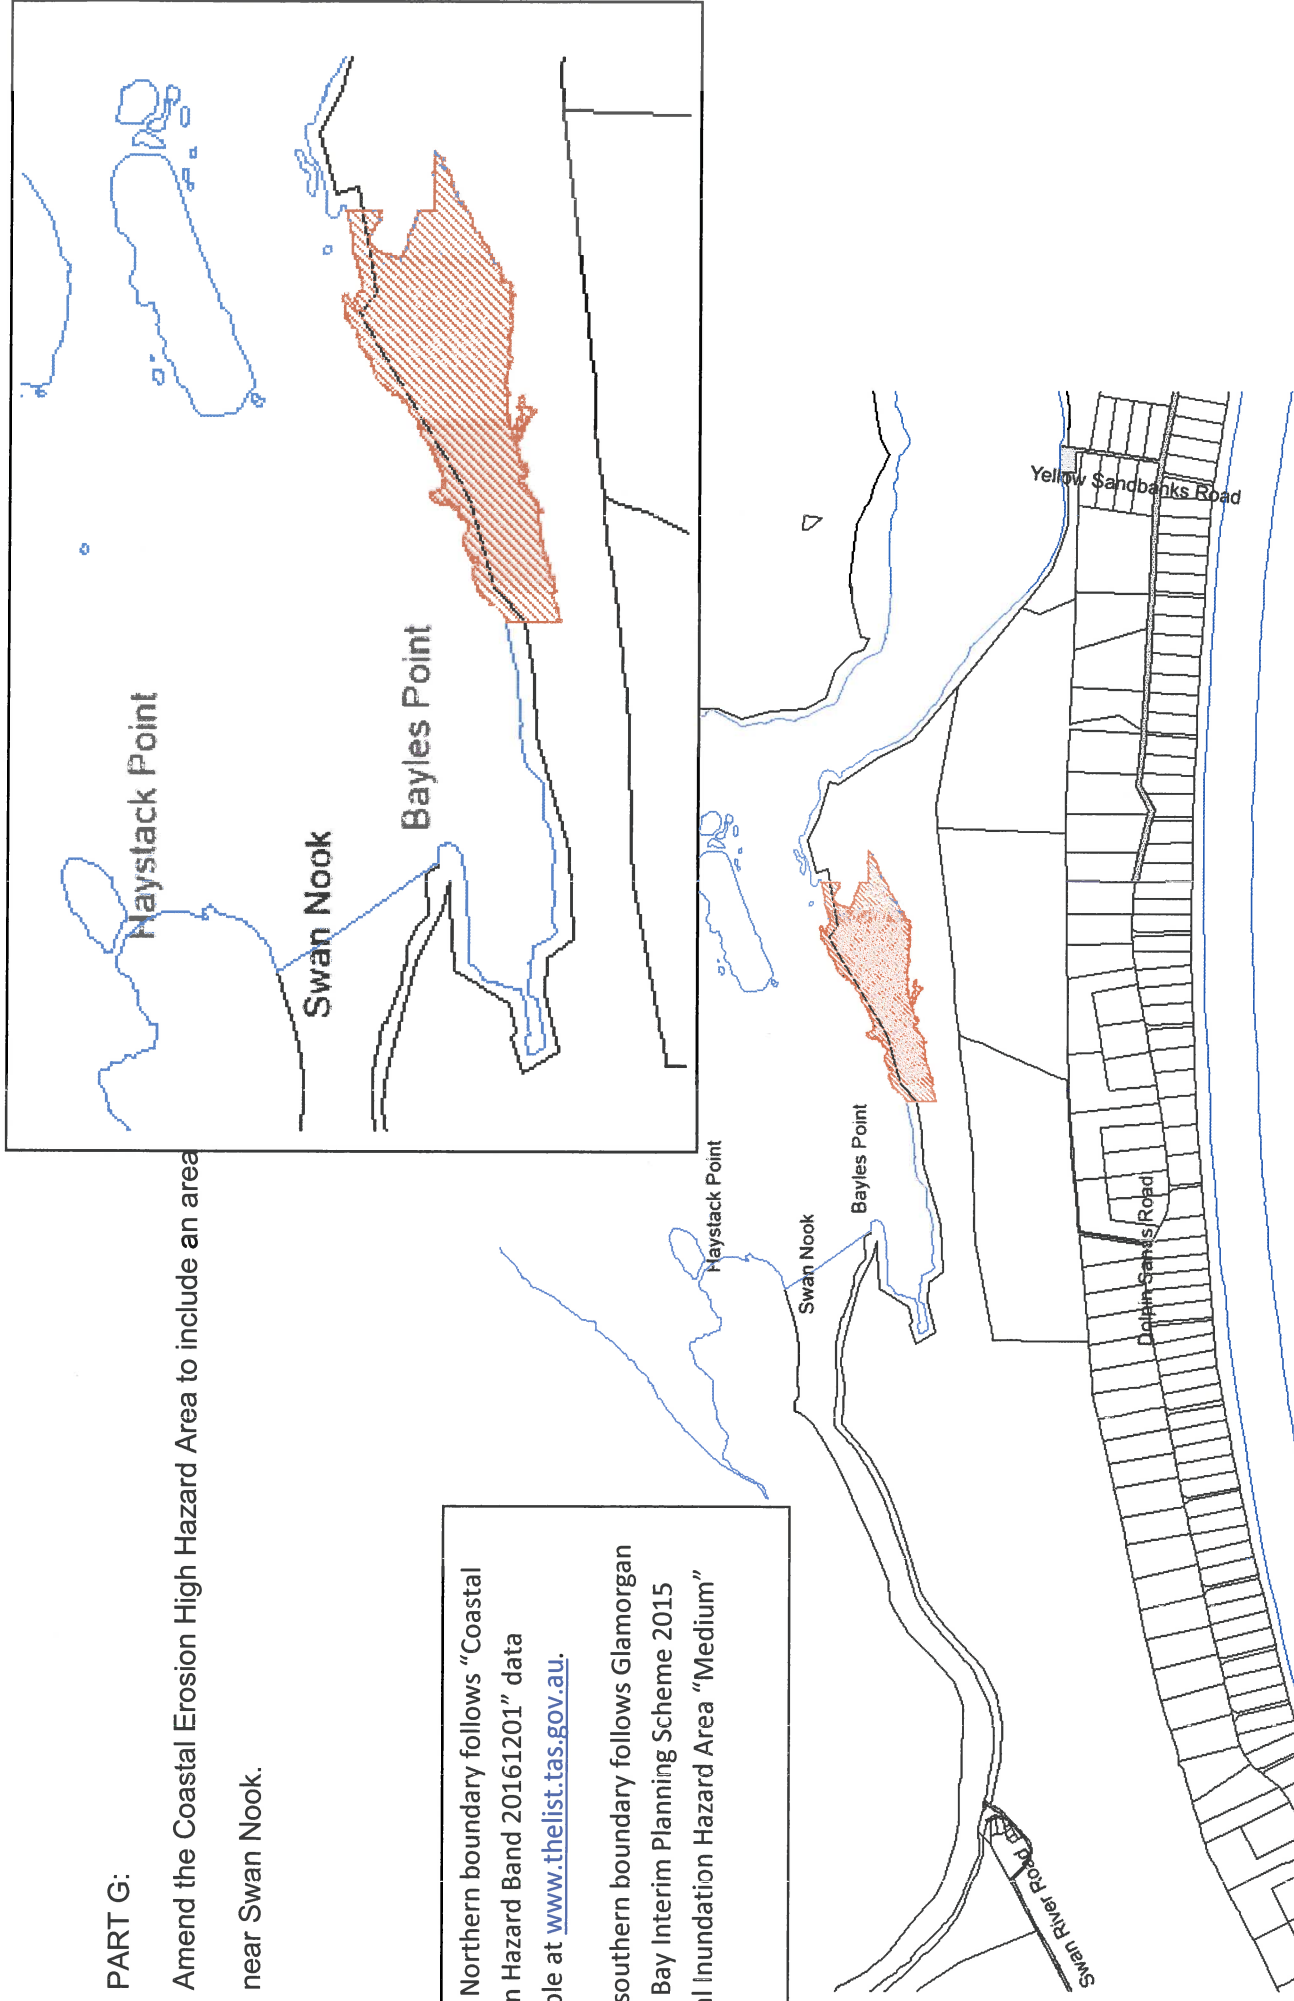 PART G:
Amend the Coastal Erosion High Hazard Area to include an area
near Swan Nook.
Northern boundary follows “Coastal
n Hazard Band 20161201” data
ble at www.thelist.tas.gov.au.
southern boundary follows Glamorgan
Bay Interim Planning Scheme 2015
l Inundation Hazard Area “Medium”
Haystack Point
Swan Nook
Bayles Point
Haystack Point
Swan Nook
Bayles Point
Yellow Sandbanks Road
Dolphin Sands Road
Swan River Road